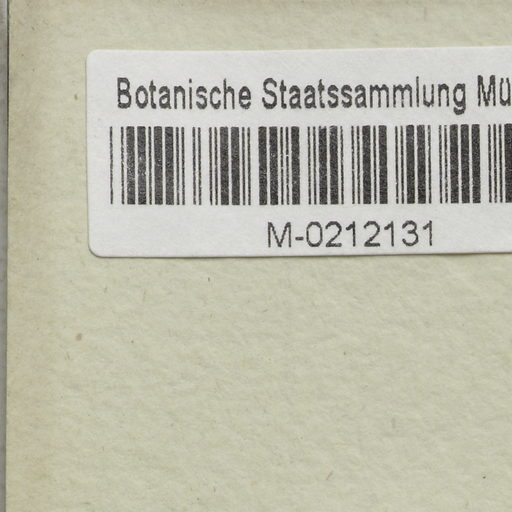 Botanische Staatssammlung Mü
M-0212131